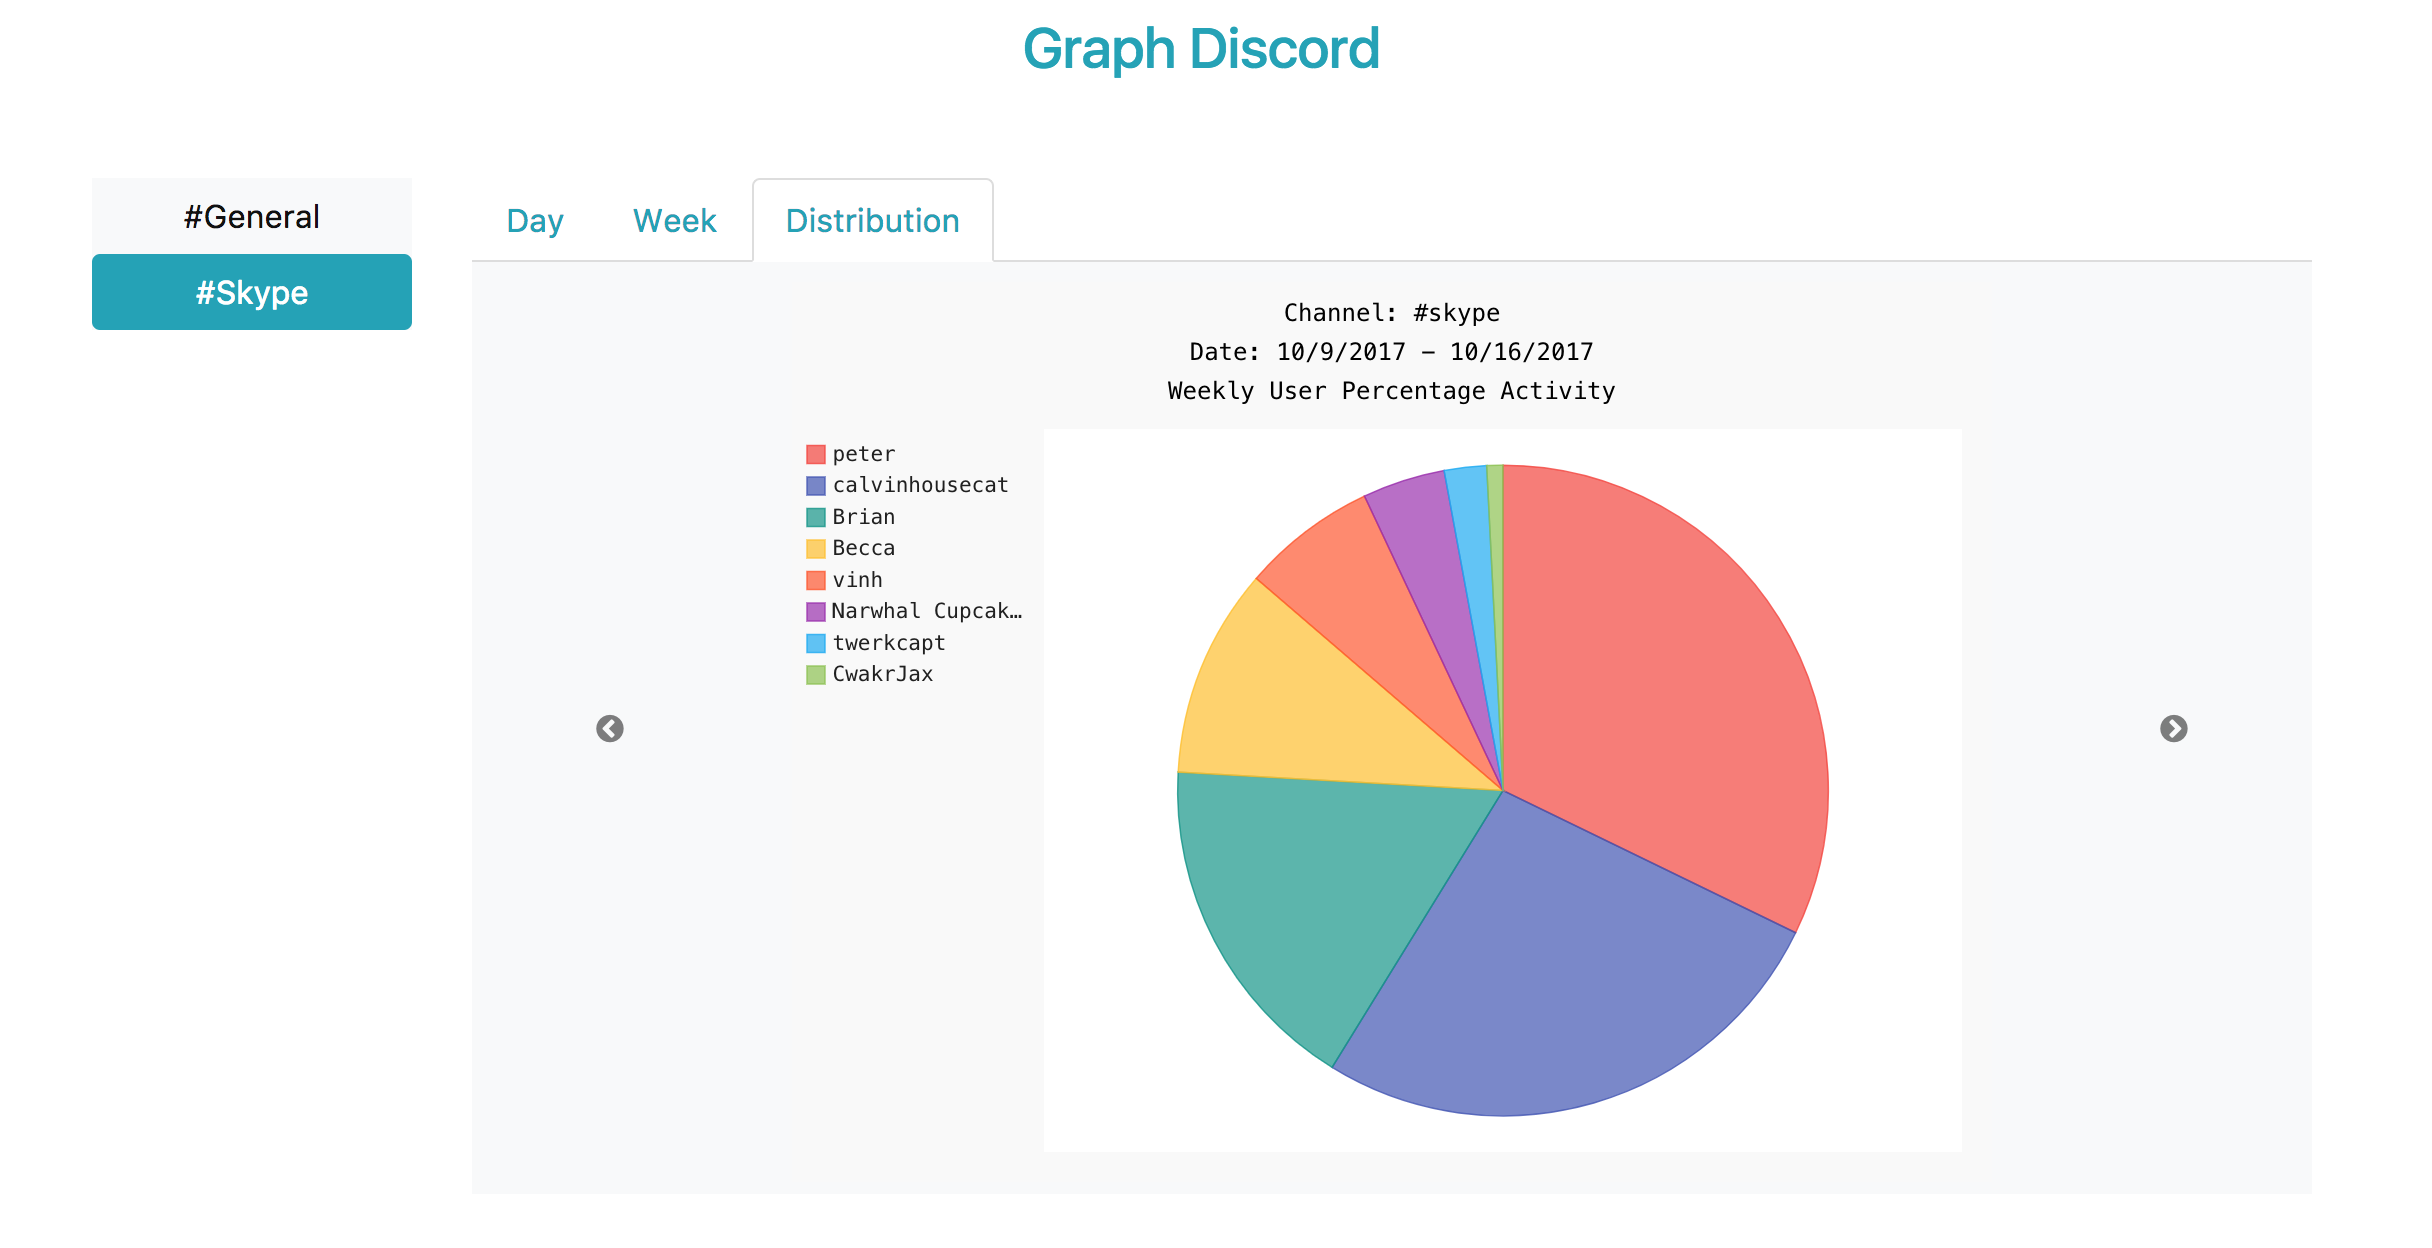 Graph Discord
#General
#Skype
Day
Week
Distribution
Channel: #skype
Date: 10/9/2017 - 10/16/2017
Weekly User Percentage Activity
peter
calvinhousecat
Brian
Becca
vinh
Narwhal Cupcak…
twerkcapt
CwakrJax